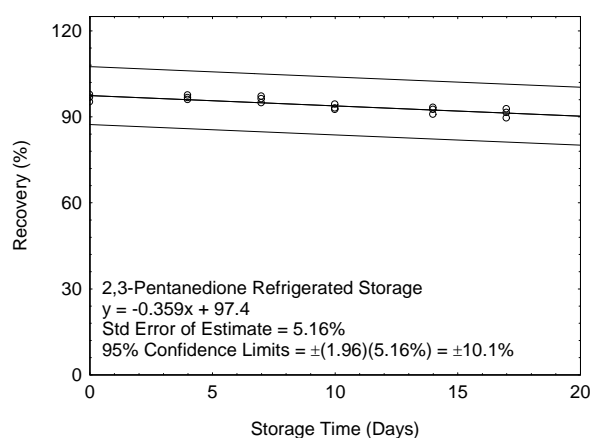 120
90
60
30
0
Recovery (%)
2,3-Pentanedione Refrigerated Storage
y = -0.359x + 97.4
Std Error of Estimate = 5.16%
95% Confidence Limits = ±(1.96)(5.16%) = ±10.1%
0 5 10 15 20
Storage Time (Days)